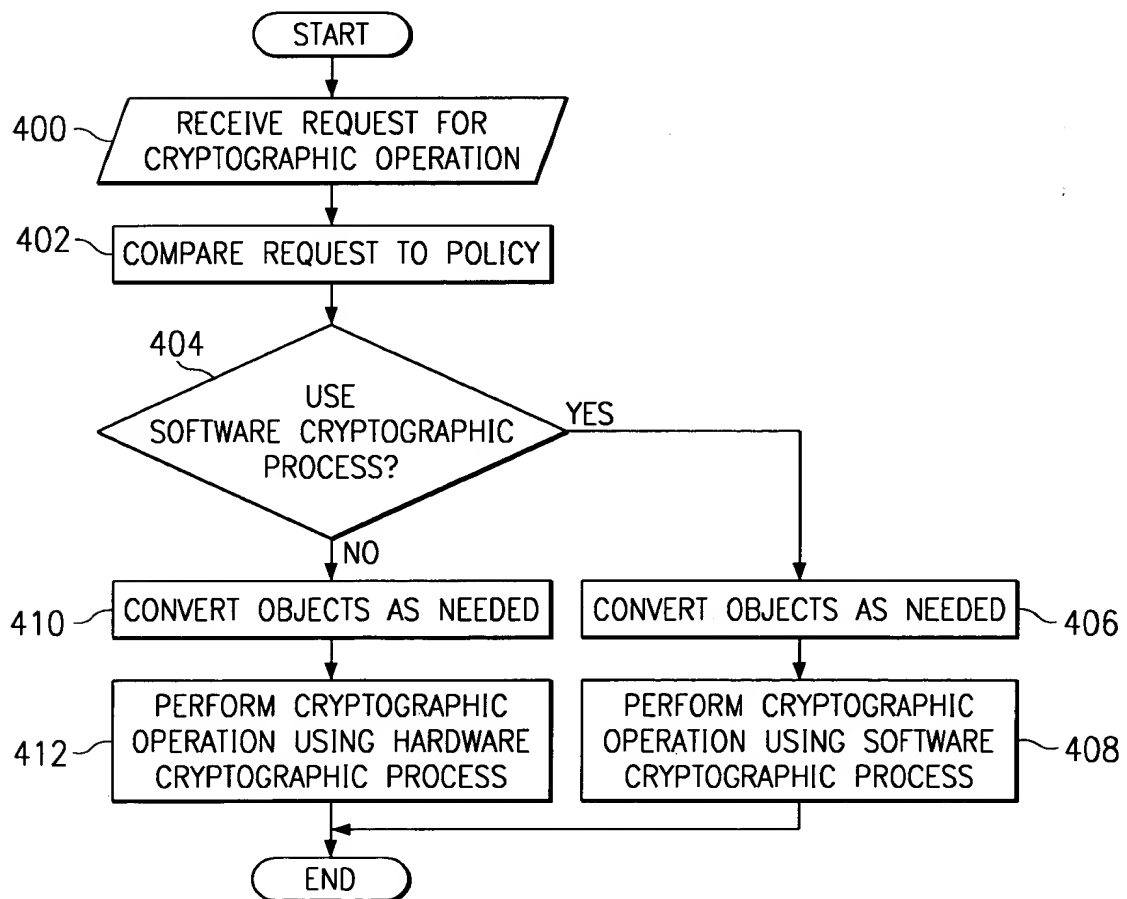 START
400
RECEIVE REQUEST FOR
CRYPTOGRAPHIC OPERATION
402
COMPARE REQUEST TO POLICY
404
USE
SOFTWARE CRYPTOGRAPHIC
PROCESS?
YES
NO
410
CONVERT OBJECTS AS NEEDED
CONVERT OBJECTS AS NEEDED
406
412
PERFORM CRYPTOGRAPHIC
OPERATION USING HARDWARE
CRYPTOGRAPHIC PROCESS
PERFORM CRYPTOGRAPHIC
OPERATION USING SOFTWARE
CRYPTOGRAPHIC PROCESS
408
END